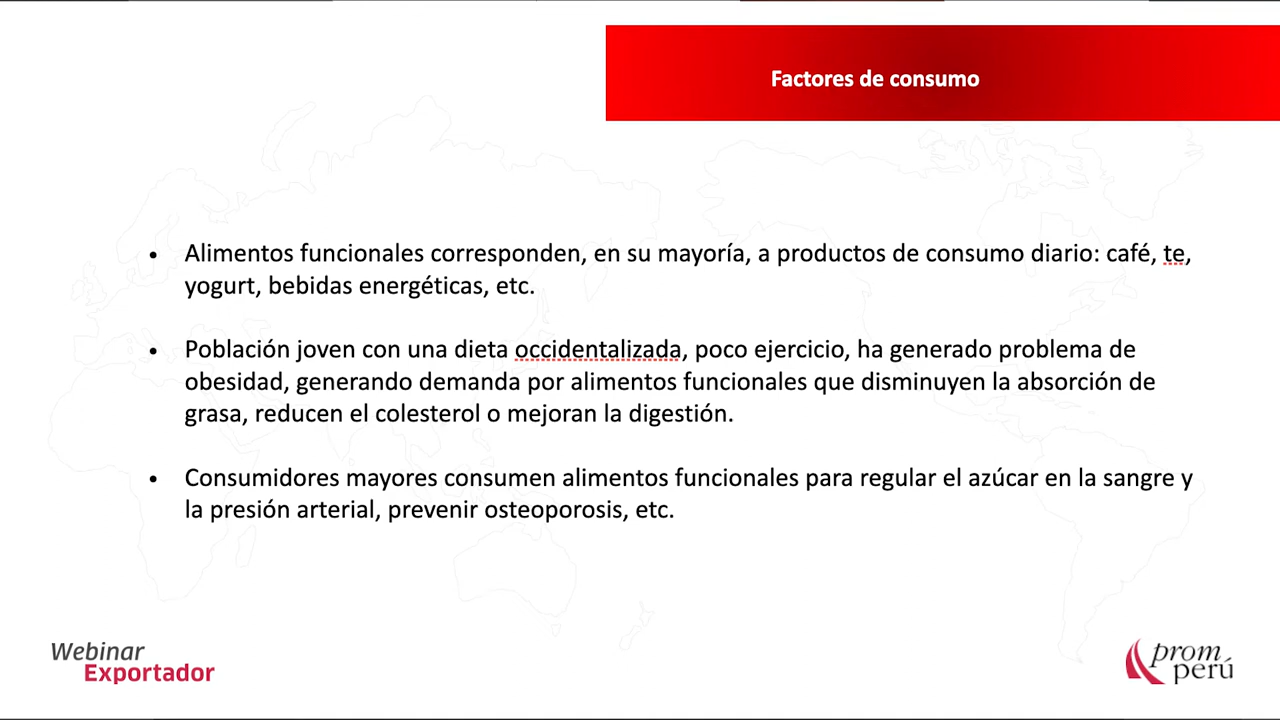 Factores de consumo
• Alimentos funcionales corresponden, en su mayoría, a productos de consumo diario: café, te,
yogurt, bebidas energéticas, etc.
• Población joven con una dieta occidentalizada, poco ejercicio, ha generado problema de
obesidad, generando demanda por alimentos funcionales que disminuyen la absorción de
grasa, reducen el colesterol o mejoran la digestión.
• Consumidores mayores consumen alimentos funcionales para regular el azúcar en la sangre y
la presión arterial, prevenir osteoporosis, etc.
Webinar
Exportador
prom
perú